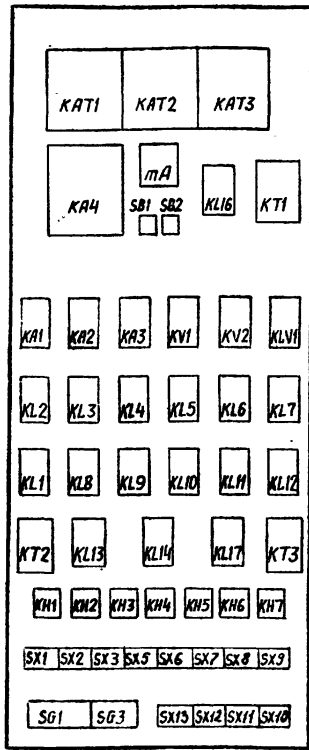 KAT1 KAT2 KAT3
mA
KA4 SB1 SB2 KL16 KT1
KA1 KA2 KA3 KV1 KV2 KLV1
KL2 KL3 KL4 KL5 KL6 KL7
KL1 KL8 KL9 KL10 KL11 KL12
KT2 KL13 KL14 KL17 KT3
KH1 KH2 KH3 KH4 KH5 KH6 KH7
SX1 SX2 SX3 SX5 SX6 SX7 SX8 SX9
SG1 SG3 SX13 SX12 SX11 SX10